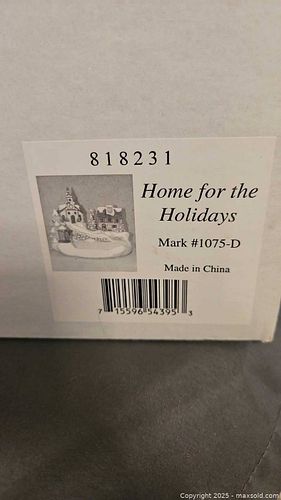 818231
Home for the
Holidays
Mark #1075-D
Made in China
7 15596 54395 3
Copyright 2025 - maxsold.com